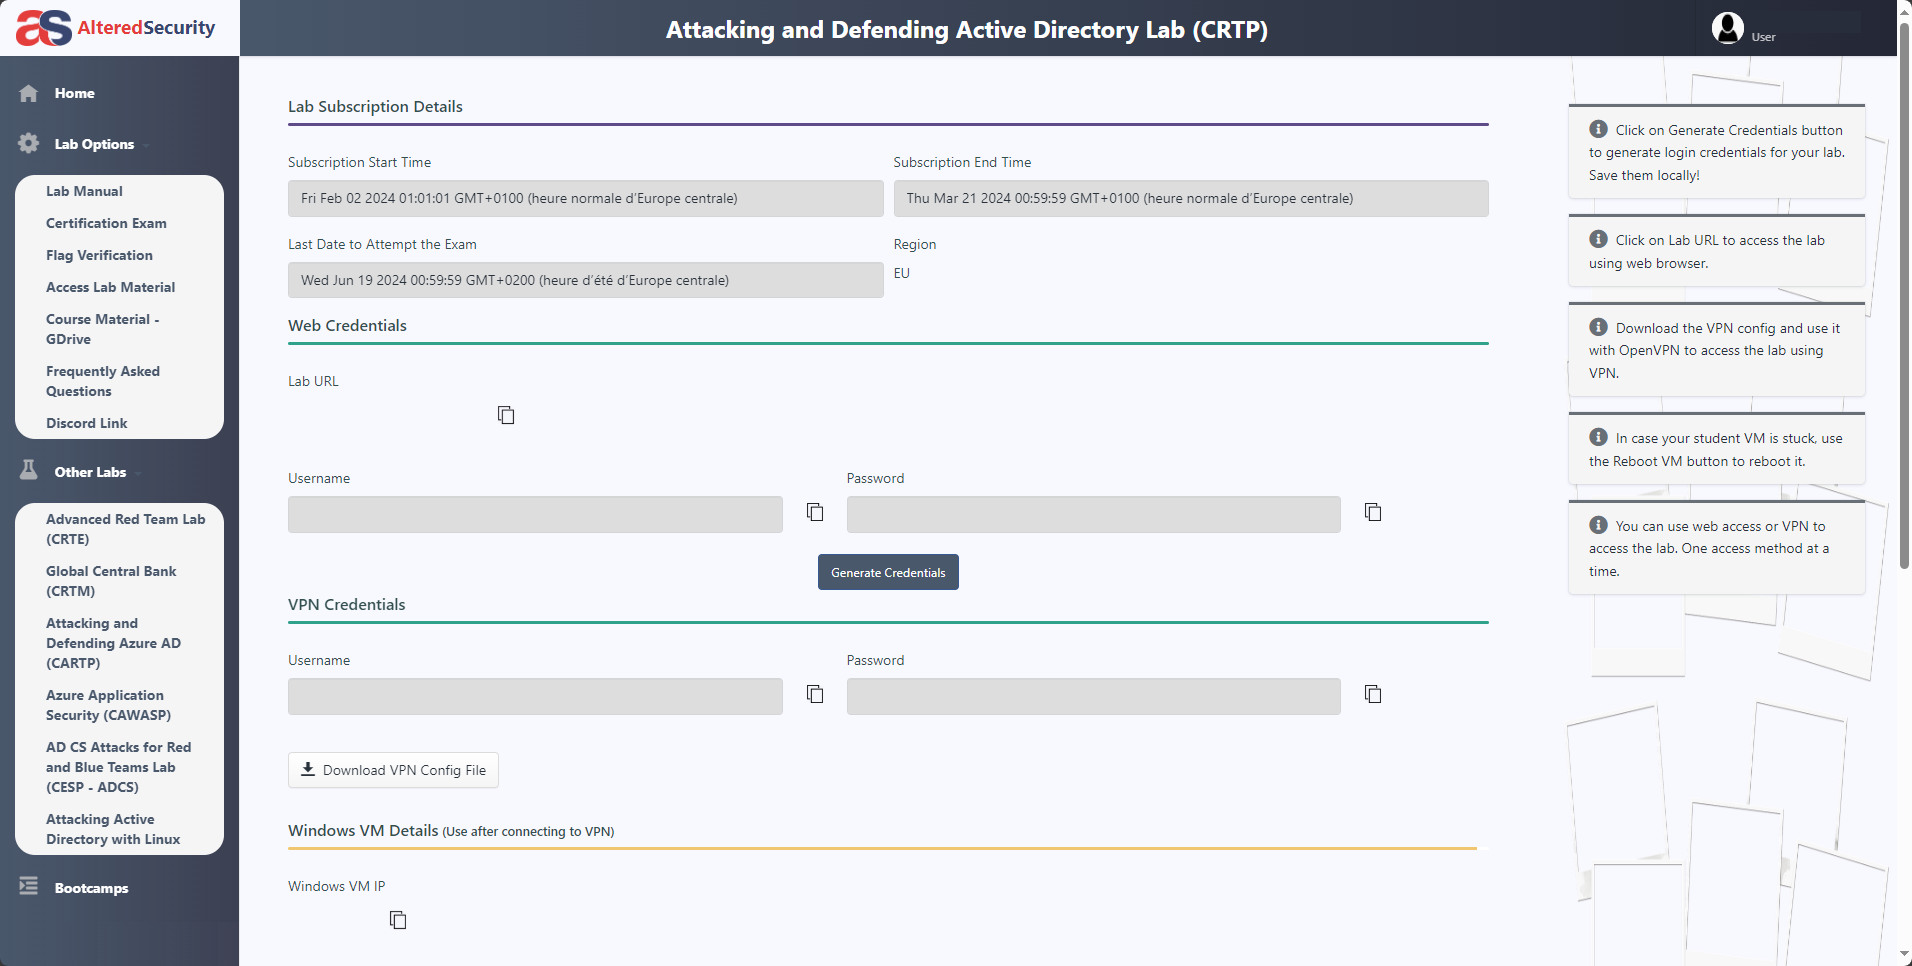 AlteredSecurity
Attacking and Defending Active Directory Lab (CRTP)
User
Home
Lab Options
Lab Manual
Certification Exam
Flag Verification
Access Lab Material
Course Material -
GDrive
Frequently Asked
Questions
Discord Link
Other Labs
Advanced Red Team Lab
(CRTE)
Global Central Bank
(CRTM)
Attacking and
Defending Azure AD
(CARTP)
Azure Application
Security (CAWASP)
AD CS Attacks for Red
and Blue Teams Lab
(CESP - ADCS)
Attacking Active
Directory with Linux
Bootcamps
Lab Subscription Details
Subscription Start Time
Subscription End Time
Fri Feb 02 2024 01:01:01 GMT+0100 (heure normale d’Europe centrale)
Thu Mar 21 2024 00:59:59 GMT+0100 (heure normale d’Europe centrale)
Last Date to Attempt the Exam
Region
Wed Jun 19 2024 00:59:59 GMT+0200 (heure d’été d’Europe centrale)
EU
Web Credentials
Lab URL
Username
Password
Generate Credentials
VPN Credentials
Username
Password
Download VPN Config File
Windows VM Details (Use after connecting to VPN)
Windows VM IP
Click on Generate Credentials button
to generate login credentials for your lab.
Save them locally!
Click on Lab URL to access the lab
using web browser.
Download the VPN config and use it
with OpenVPN to access the lab using
VPN.
In case your student VM is stuck, use
the Reboot VM button to reboot it.
You can use web access or VPN to
access the lab. One access method at a
time.